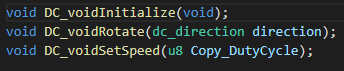 void DC_voidInitialize(void);
void DC_voidRotate(dc_direction direction);
void DC_voidSetSpeed(u8 Copy_DutyCycle);